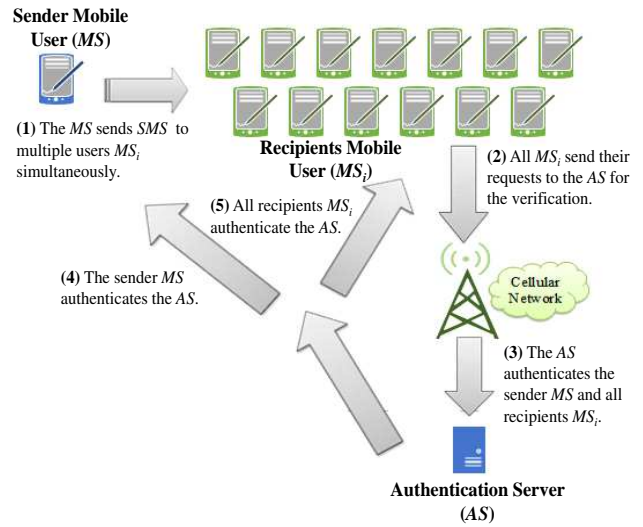 Sender Mobile
User (MS)
(1) The MS sends SMS to
multiple users MSi
simultaneously.
Recipients Mobile
User (MSi)
(2) All MSi send their
requests to the AS for
the verification.
(5) All recipients MSi
authenticate the AS.
(4) The sender MS
authenticates the AS.
Cellular
Network
(3) The AS
authenticates the
sender MS and all
recipients MSi.
Authentication Server
(AS)